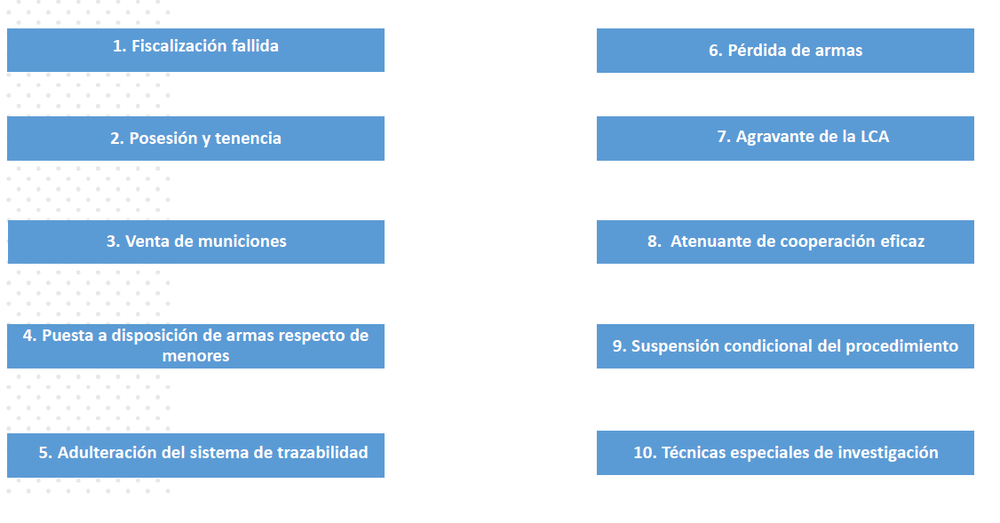 1. Fiscalización fallida
2. Posesión y tenencia
3. Venta de municiones
4. Puesta a disposición de armas respecto de
menores
5. Adulteración del sistema de trazabilidad
6. Pérdida de armas
7. Agravante de la LCA
8. Atenuante de cooperación eficaz
9. Suspensión condicional del procedimiento
10. Técnicas especiales de investigación